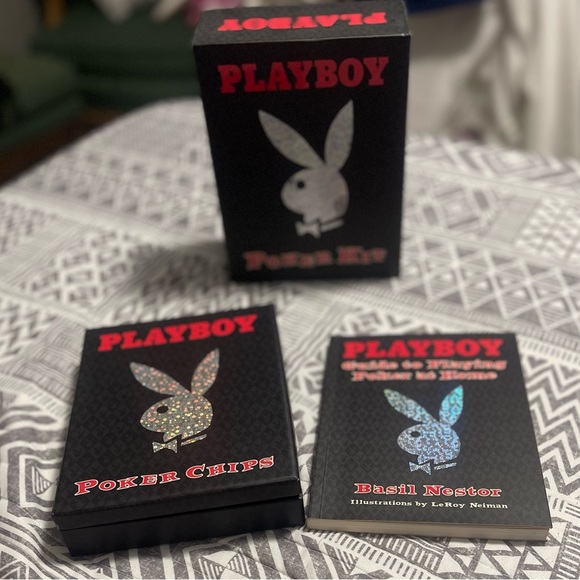 PLAYBOY
PLAYBOY
Poker Kit
PLAYBOY
Poker Chips
PLAYBOY
Guide to Playing
Poker at Home
Basil Nestor
Illustrations by LeRoy Neiman